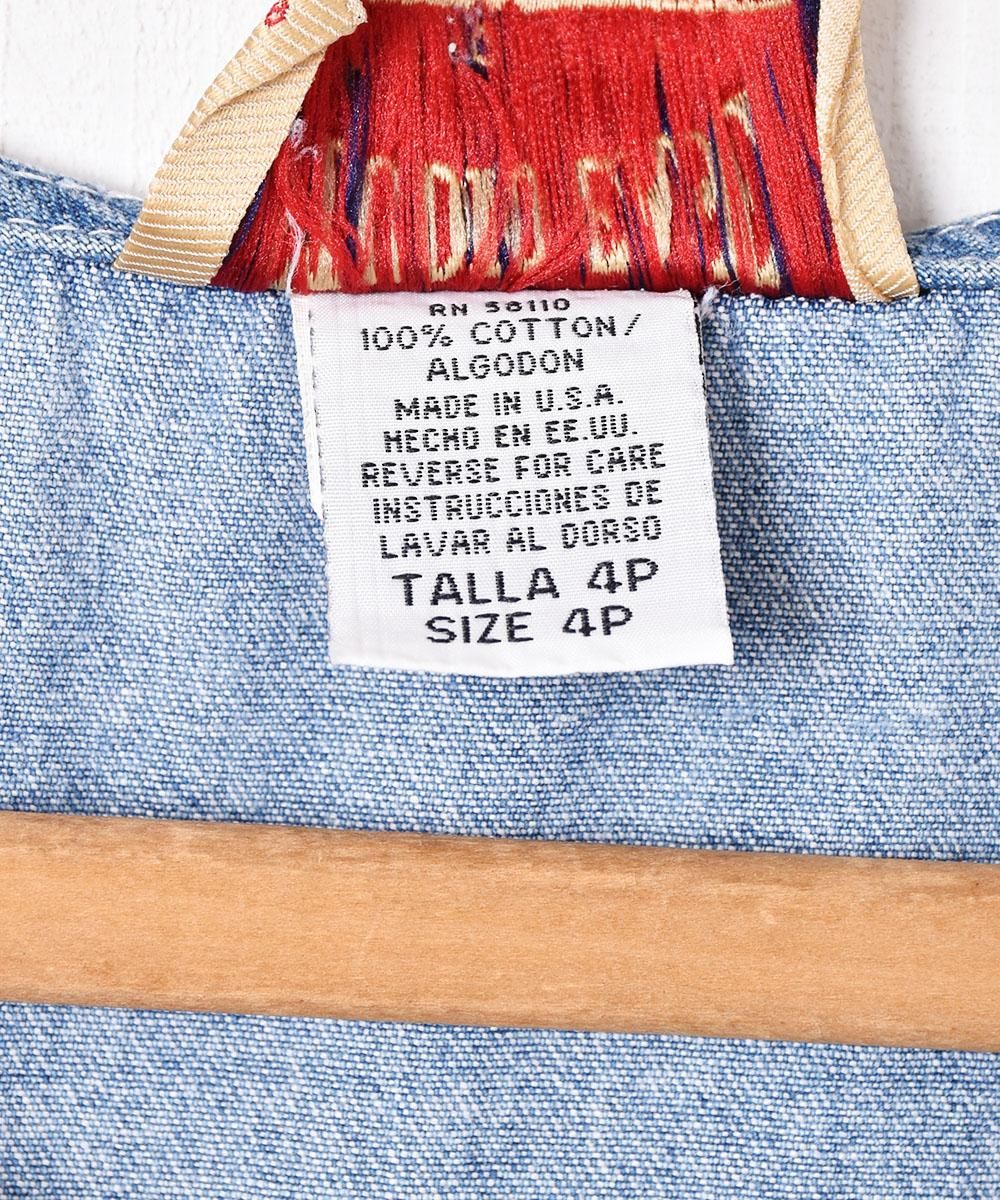 RN 58110
100% COTTON/
ALGODON
MADE IN U.S.A.
HECHO EN EE.UU.
REVERSE FOR CARE
INSTRUCCIONES DE
LAVAR AL DORSO
TALLA 4P
SIZE 4P